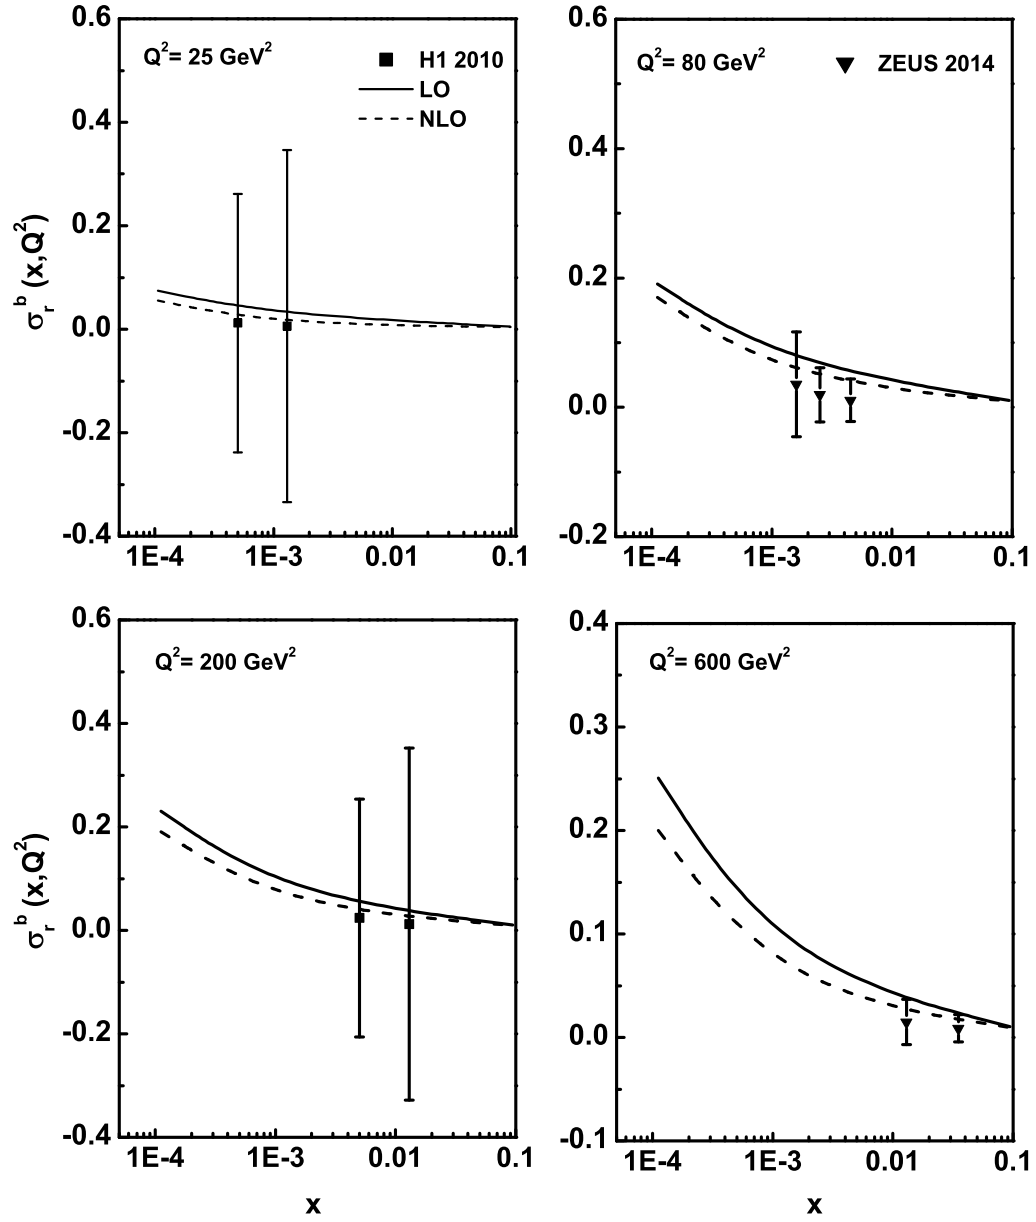 0.6
Q²= 25 GeV²
H1 2010
LO
NLO
0.4
0.2
0.0
-0.2
-0.4
σᵣᵇ (x,Q²)
1E-4 1E-3 0.01 0.1
0.6
Q²= 80 GeV²
ZEUS 2014
0.4
0.2
0.0
-0.2
1E-4 1E-3 0.01 0.1
0.6
Q²= 200 GeV²
0.4
0.2
0.0
-0.2
-0.4
σᵣᵇ (x,Q²)
1E-4 1E-3 0.01 0.1
x
0.4
Q²= 600 GeV²
0.3
0.2
0.1
0.0
-0.1
1E-4 1E-3 0.01 0.1
x